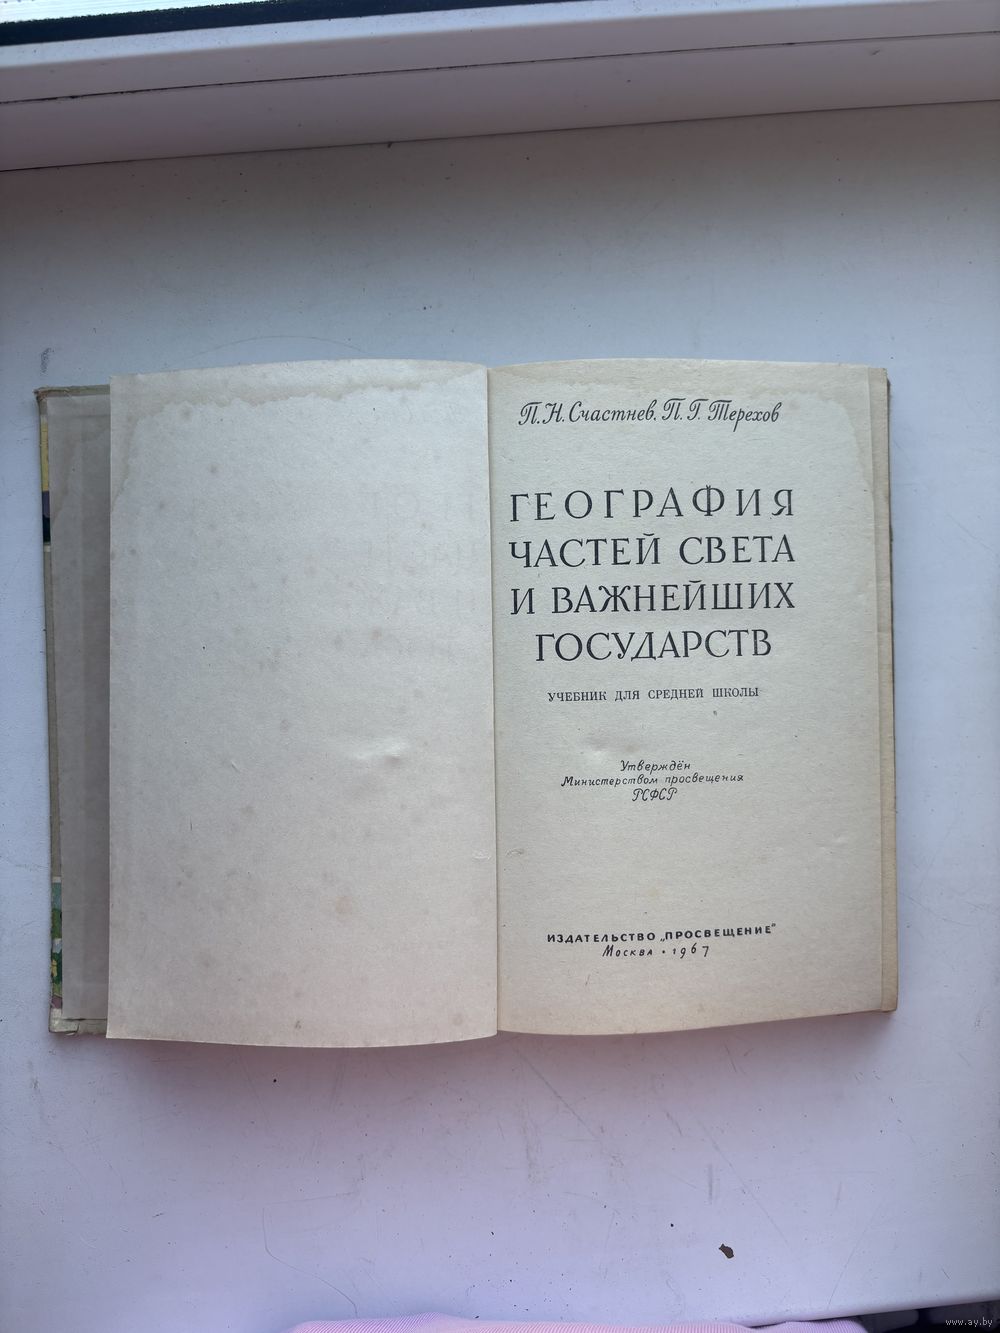 П. Н. Счастнев, П. Г. Терехов
ГЕОГРАФИЯ
ЧАСТЕЙ СВЕТА
И ВАЖНЕЙШИХ
ГОСУДАРСТВ
УЧЕБНИК ДЛЯ СРЕДНЕЙ ШКОЛЫ
Утверждён
Министерством просвещения
РСФСР
ИЗДАТЕЛЬСТВО „ПРОСВЕЩЕНИЕ"
Москва • 1967
www.ay.by